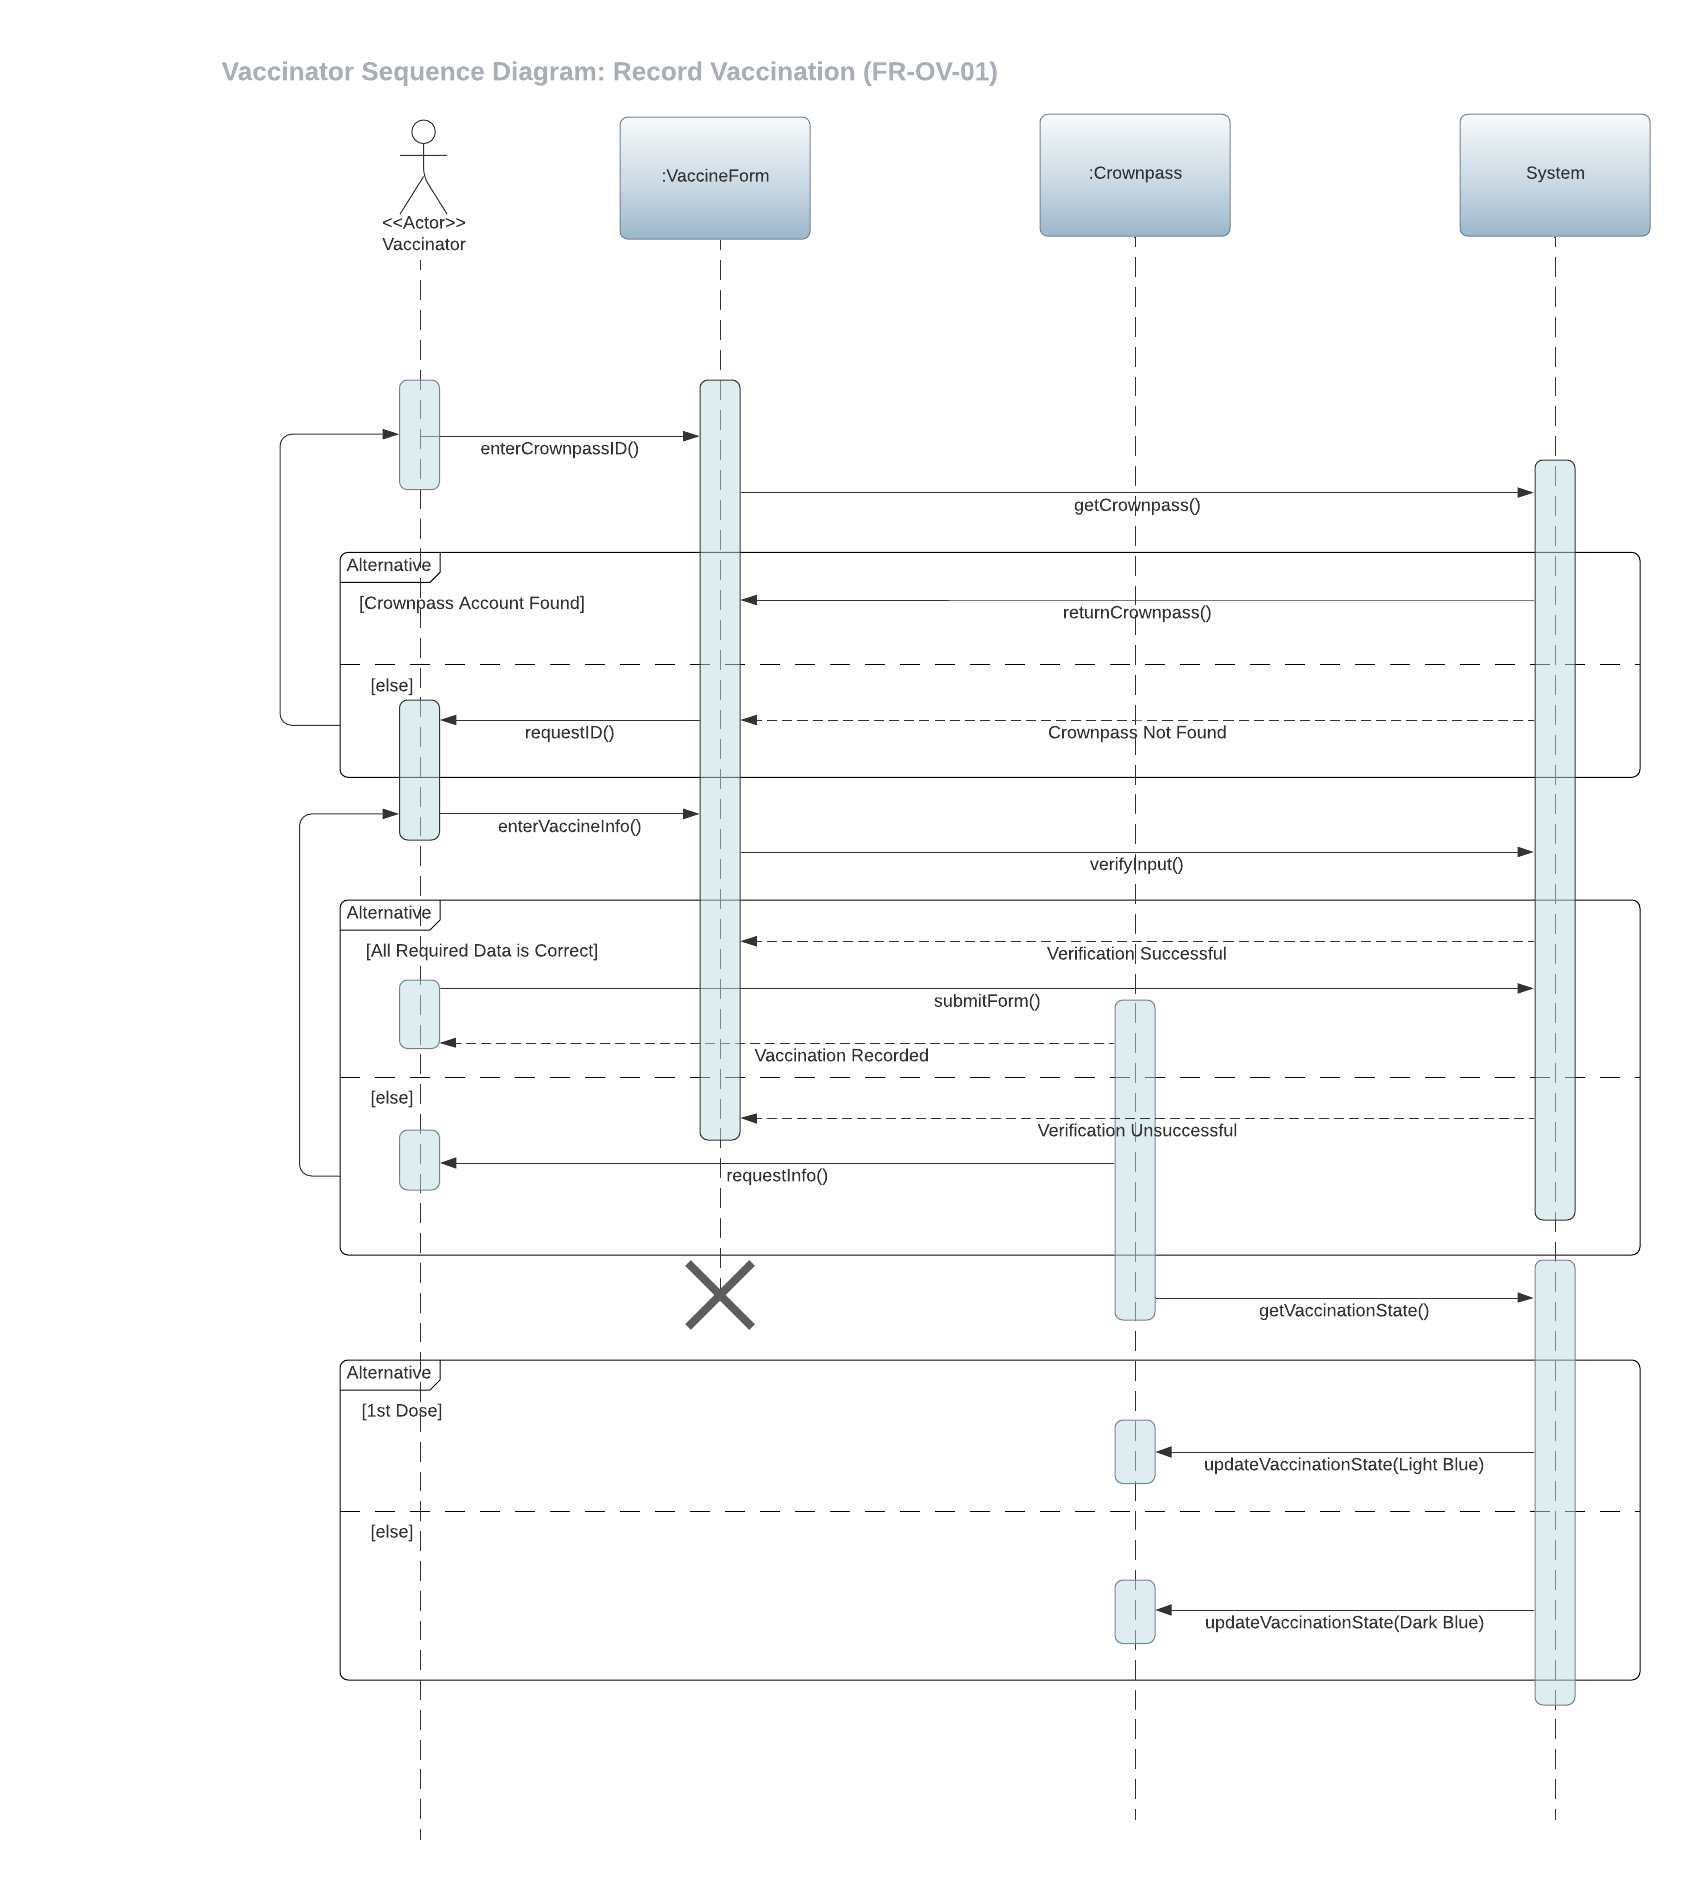 Vaccinator Sequence Diagram: Record Vaccination (FR-OV-01)
:VaccineForm
:Crownpass
System
<<Actor>>
Vaccinator
enterCrownpassID()
getCrownpass()
Alternative
[Crownpass Account Found]
returnCrownpass()
[else]
requestID()
Crownpass Not Found
enterVaccineInfo()
verifyInput()
Alternative
[All Required Data is Correct]
Verification Successful
submitForm()
Vaccination Recorded
[else]
Verification Unsuccessful
requestInfo()
getVaccinationState()
Alternative
[1st Dose]
updateVaccinationState(Light Blue)
[else]
updateVaccinationState(Dark Blue)